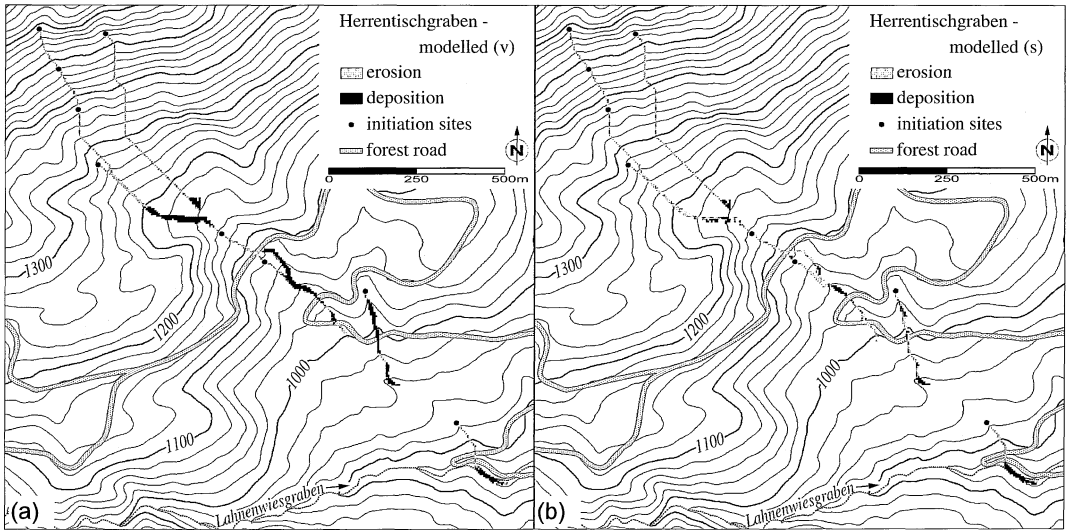 Herrentischgraben -
modelled (v)
erosion
deposition
initiation sites
forest road
N
0 250 500m
1300
1200
1000
1100
Lahnenwiesgraben
(a)
Herrentischgraben -
modelled (s)
erosion
deposition
initiation sites
forest road
N
0 250 500m
1300
1200
1000
1100
Lahnenwiesgraben
(b)